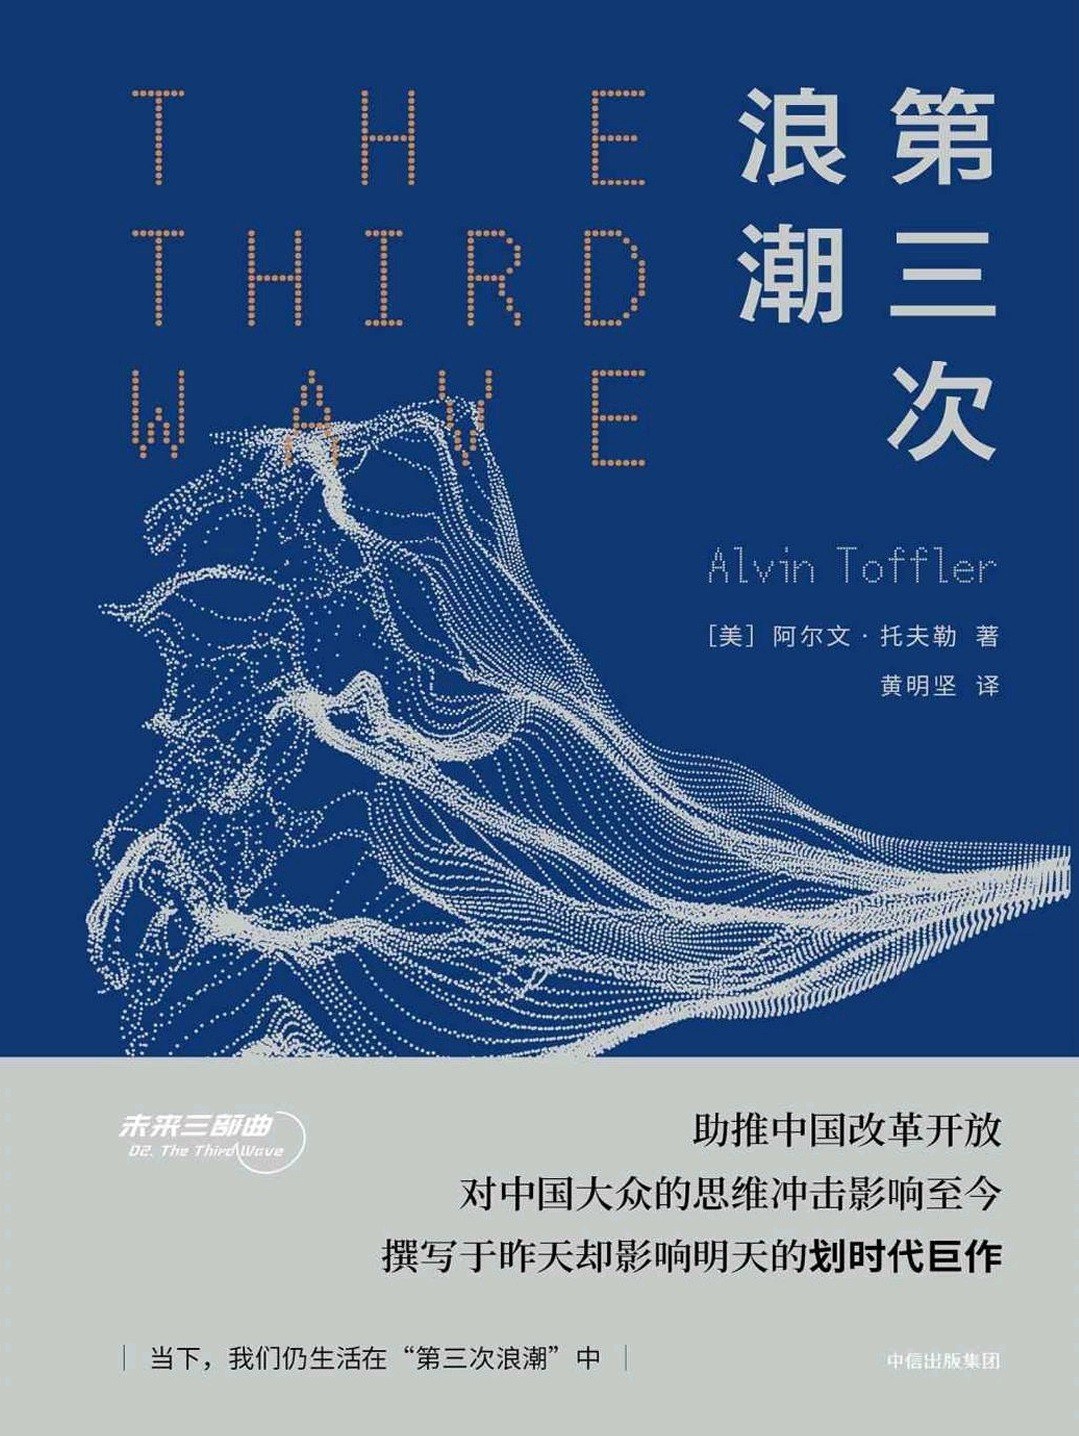 THE
THIRD
WAVE
第三次
浪潮
Alvin Toffler
［美］阿尔文·托夫勒 著
黄明坚 译
未来三部曲
02. The Third Wave
助推中国改革开放
对中国大众的思维冲击影响至今
撰写于昨天却影响明天的划时代巨作
当下，我们仍生活在“第三次浪潮”中
中信出版集团